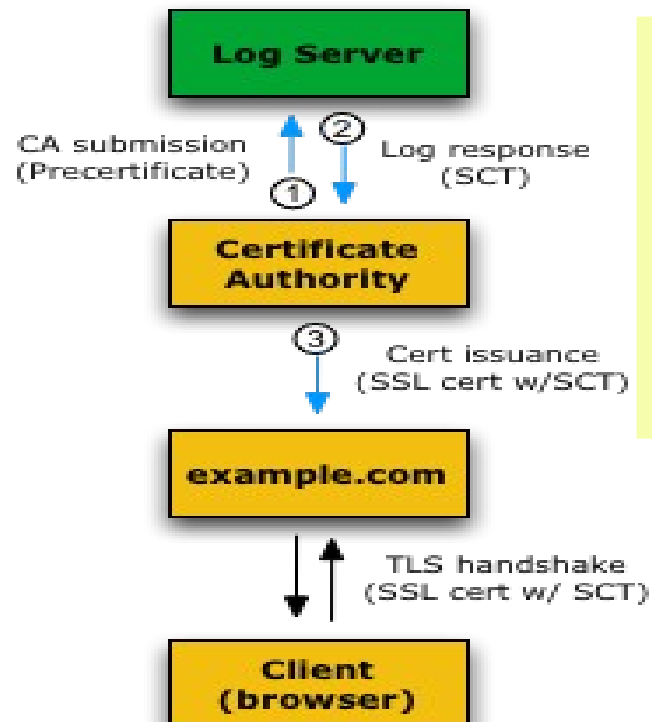 Log Server
CA submission
(Precertificate)
1
2
Log response
(SCT)
Certificate
Authority
3
Cert issuance
(SSL cert w/SCT)
example.com
TLS handshake
(SSL cert w/ SCT)
Client
(browser)